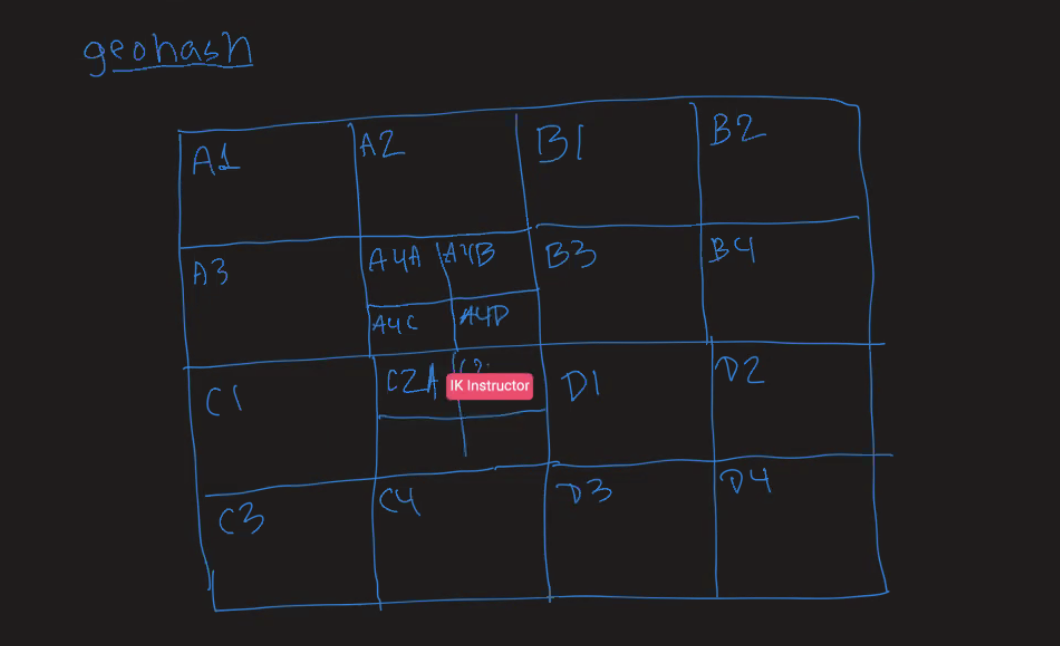 geohash
A1 A2 B1 B2
A3 A4A A4B B3 B4
A4C A4D
C1 C2A IK Instructor D1 D2
C3 C4 D3 D4